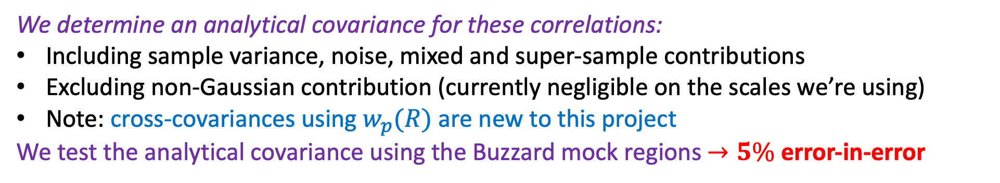 We determine an analytical covariance for these correlations:
• Including sample variance, noise, mixed and super-sample contributions
• Excluding non-Gaussian contribution (currently negligible on the scales we’re using)
• Note: cross-covariances using 𝑤𝑝(𝑅) are new to this project
We test the analytical covariance using the Buzzard mock regions → 5% error-in-error